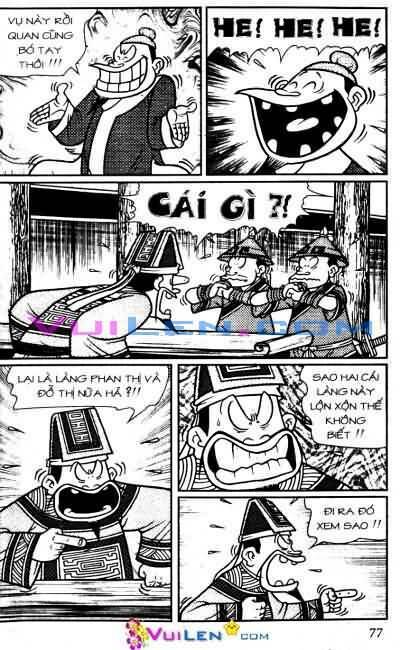 VỤ NÀY RỒI
QUAN CŨNG
BÓ TAY
THÔI !!!
HE! HE! HE!
CÁI GÌ ?!
VuiLen.com
LẠI LÀ LÀNG PHAN THỊ VÀ
ĐỖ THỊ NỮA HẢ ?!!
SAO HAI CÁI
LÀNG NÀY
LỘN XỘN THẾ
KHÔNG
BIẾT !!
ĐI RA ĐÓ
XEM SAO !!
77
VuiLen.com